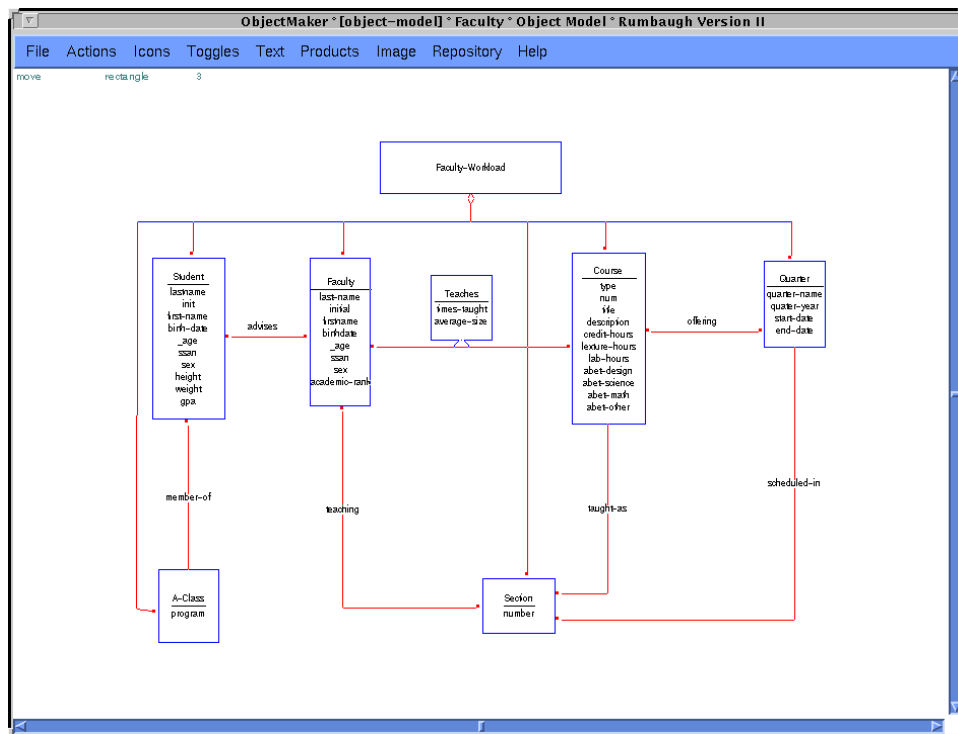 ObjectMaker * [object-model] * Faculty * Object Model * Rumbaugh Version II
File Actions Icons Toggles Text Products Image Repository Help
move rectangle 3
Faculty-Workload
Student
lastname
init
first-name
birth-date
_age
ssan
sex
height
weight
gpa
advises
Faculty
last-name
initial
firstname
birthdate
_age
ssan
sex
academic-rank
Teaches
times-taught
average-size
Course
type
num
title
description
credit-hours
lexture-hours
lab-hours
abet-design
abet-science
abet-math
abet-other
offering
Quarter
quarter-name
quater-year
start-date
end-date
member-of
teaching
taught-as
scheduled-in
A-Class
program
Section
number